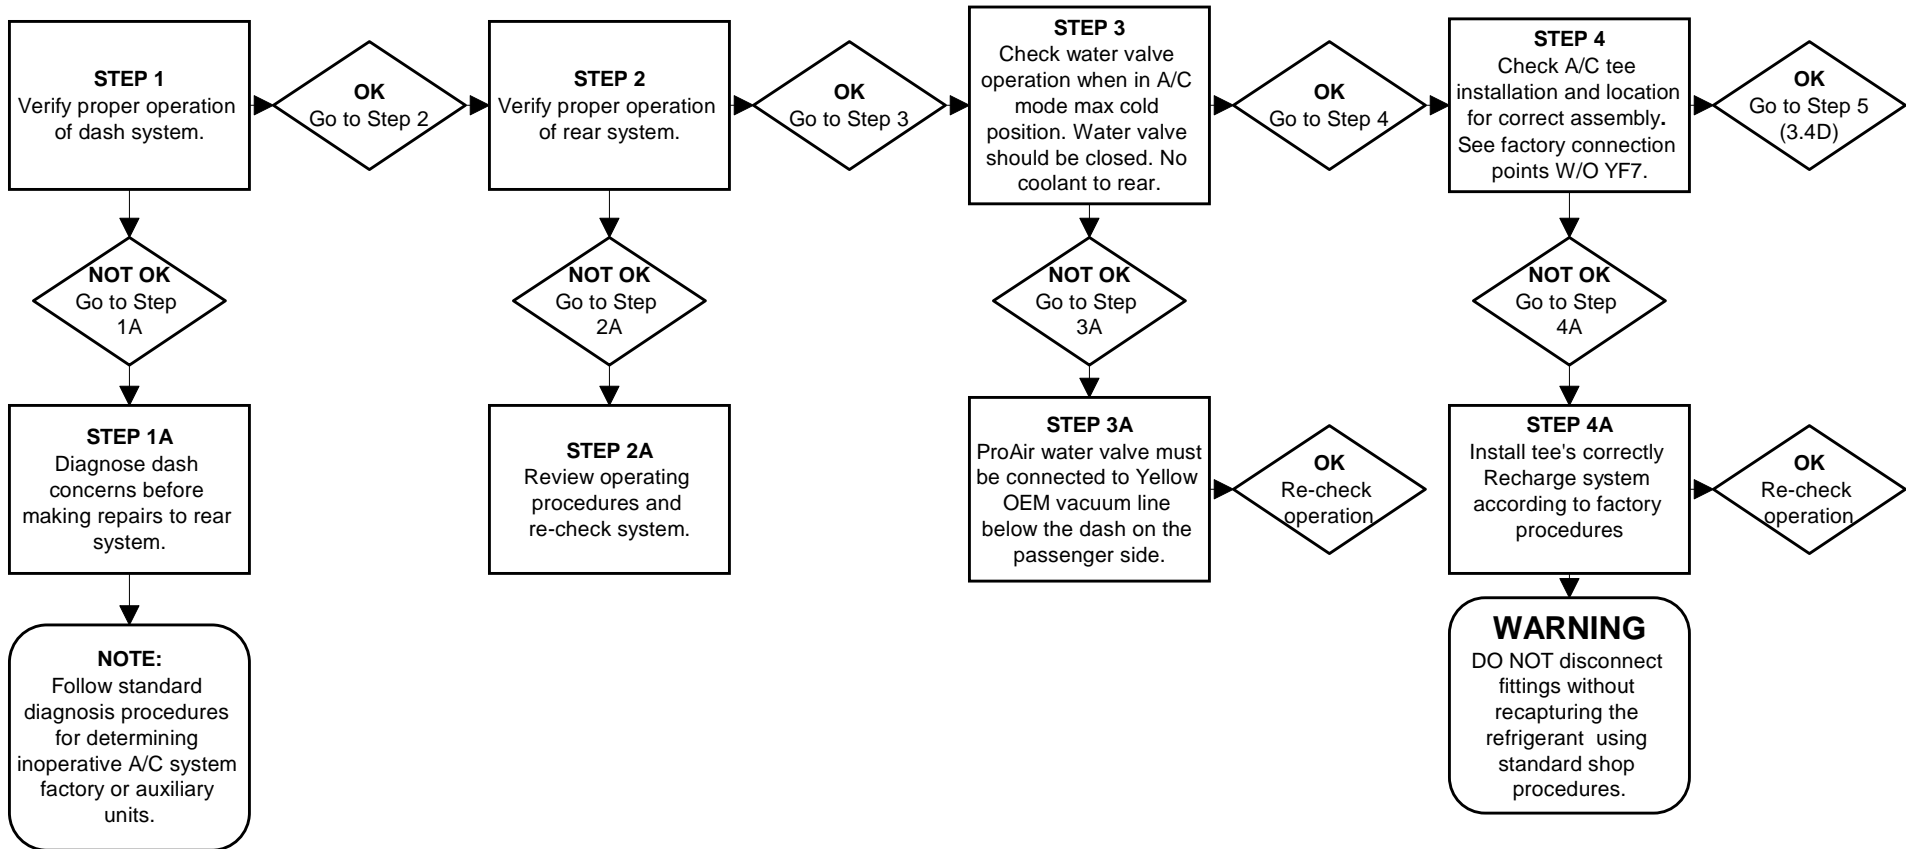 STEP 1
Verify proper operation
of dash system.
OK
Go to Step 2
STEP 2
Verify proper operation
of rear system.
OK
Go to Step 3
STEP 3
Check water valve
operation when in A/C
mode max cold
position. Water valve
should be closed. No
coolant to rear.
OK
Go to Step 4
STEP 4
Check A/C tee
installation and location
for correct assembly.
See factory connection
points W/O YF7.
OK
Go to Step 5
(3.4D)
NOT OK
Go to Step
1A
NOT OK
Go to Step
2A
NOT OK
Go to Step
3A
NOT OK
Go to Step
4A
STEP 1A
Diagnose dash
concerns before
making repairs to rear
system.
STEP 2A
Review operating
procedures and
re-check system.
STEP 3A
ProAir water valve must
be connected to Yellow
OEM vacuum line
below the dash on the
passenger side.
OK
Re-check
operation
STEP 4A
Install tee's correctly
Recharge system
according to factory
procedures
OK
Re-check
operation
NOTE:
Follow standard
diagnosis procedures
for determining
inoperative A/C system
factory or auxiliary
units.
WARNING
DO NOT disconnect
fittings without
recapturing the
refrigerant using
standard shop
procedures.